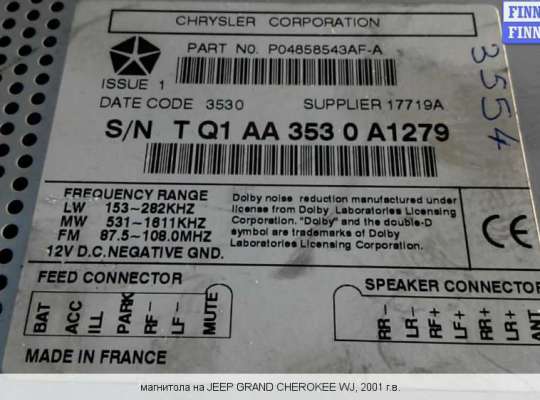 CHRYSLER CORPORATION
FINN
FINN
PART NO. P04858543AF-A
ISSUE 1
DATE CODE 3530 SUPPLIER 17719A
3554
S/N T Q1 AA 353 0 A1279
FREQUENCY RANGE
LW 153~282KHZ
MW 531~1611KHZ
FM 87.5~108.0MHZ
12V D.C. NEGATIVE GND.
Dolby noise reduction manufactured under
license from Dolby Laboratories Licensing
Corporation. "Dolby" and the double-D
symbol are trademarks of Dolby
Laboratories Licensing Corporation.
CE
FEED CONNECTOR
BAT ACC ILL PARK RF- LF- MUTE
SPEAKER CONNECTOR
RR- LR- RF+ LF+ RR+ LR+ ANT
MADE IN FRANCE
магнитола на JEEP GRAND CHEROKEE WJ, 2001 г.в.